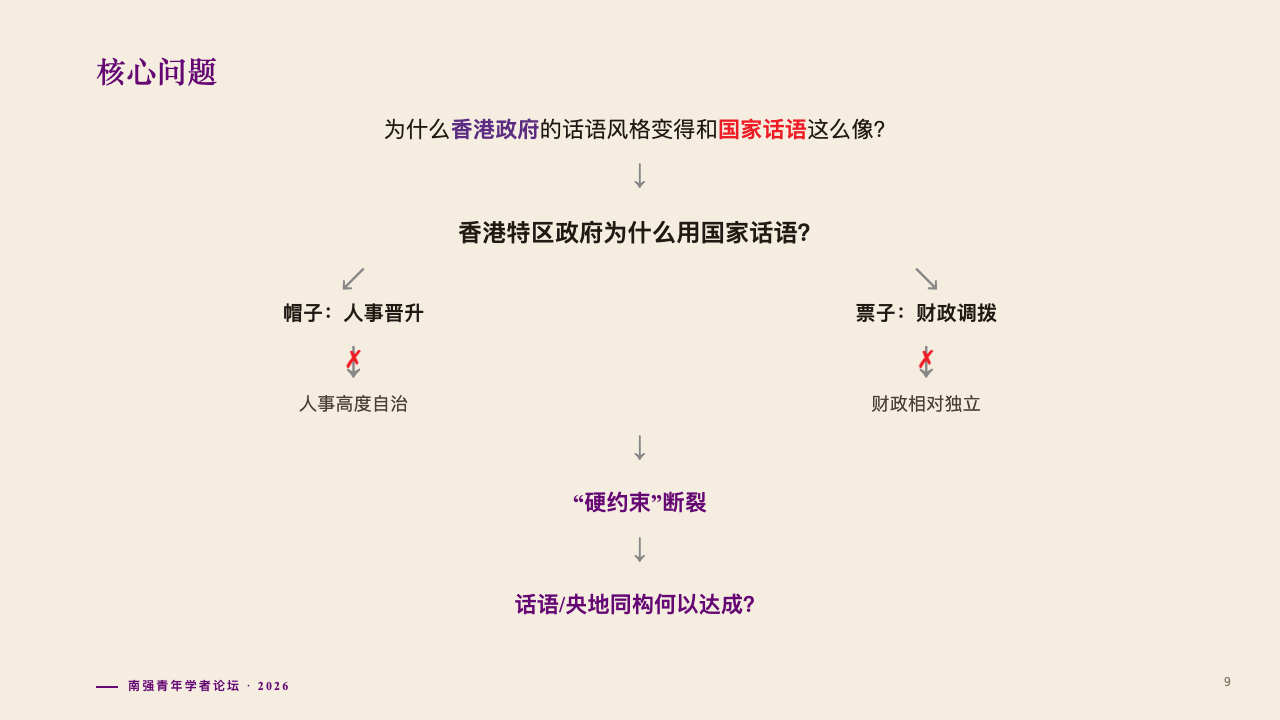 核心问题
为什么香港政府的话语风格变得和国家话语这么像?
↓
香港特区政府为什么用国家话语?
↙ ↘
帽子：人事晋升 票子：财政调拨
✗ ✗
人事高度自治 财政相对独立
↓
“硬约束”断裂
↓
话语/央地同构何以达成?
南强青年学者论坛 · 2026
9